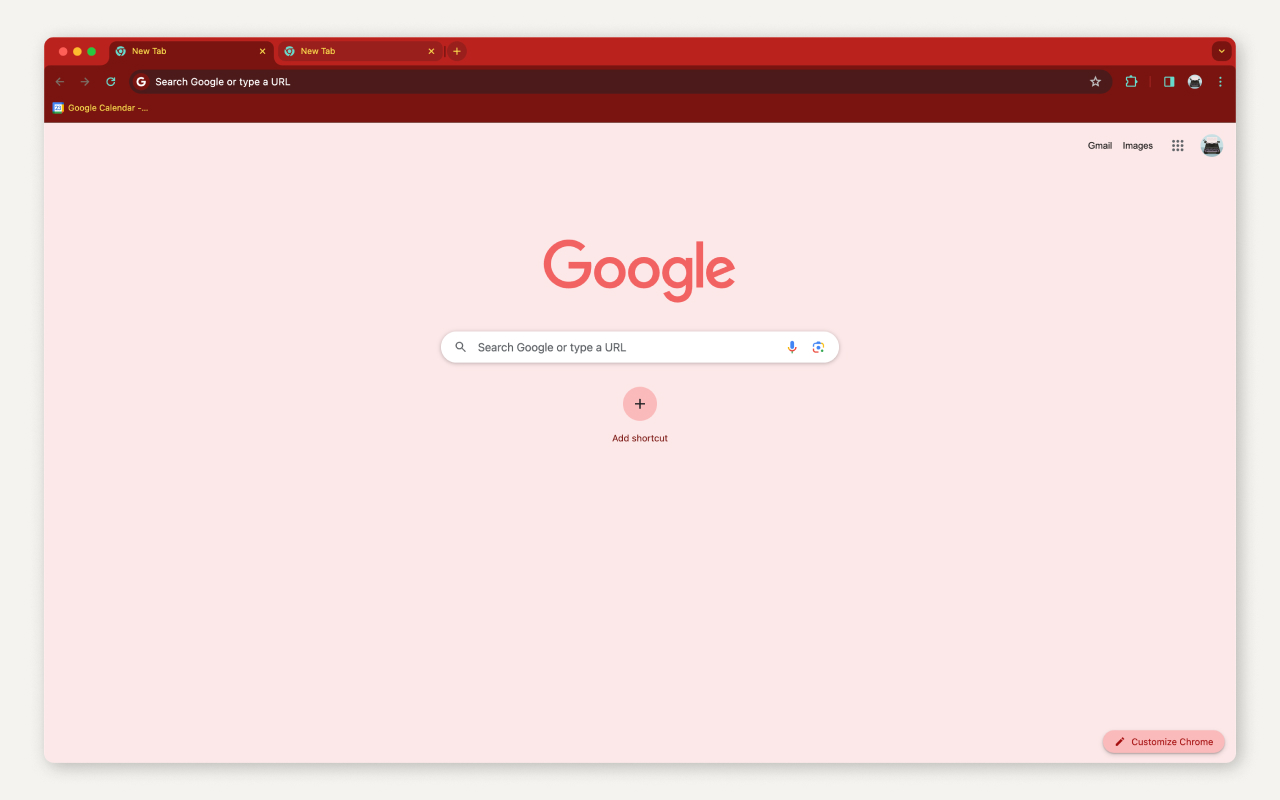 New Tab
New Tab
Search Google or type a URL
Google Calendar -...
Gmail
Images
Google
Search Google or type a URL
Add shortcut
Customize Chrome